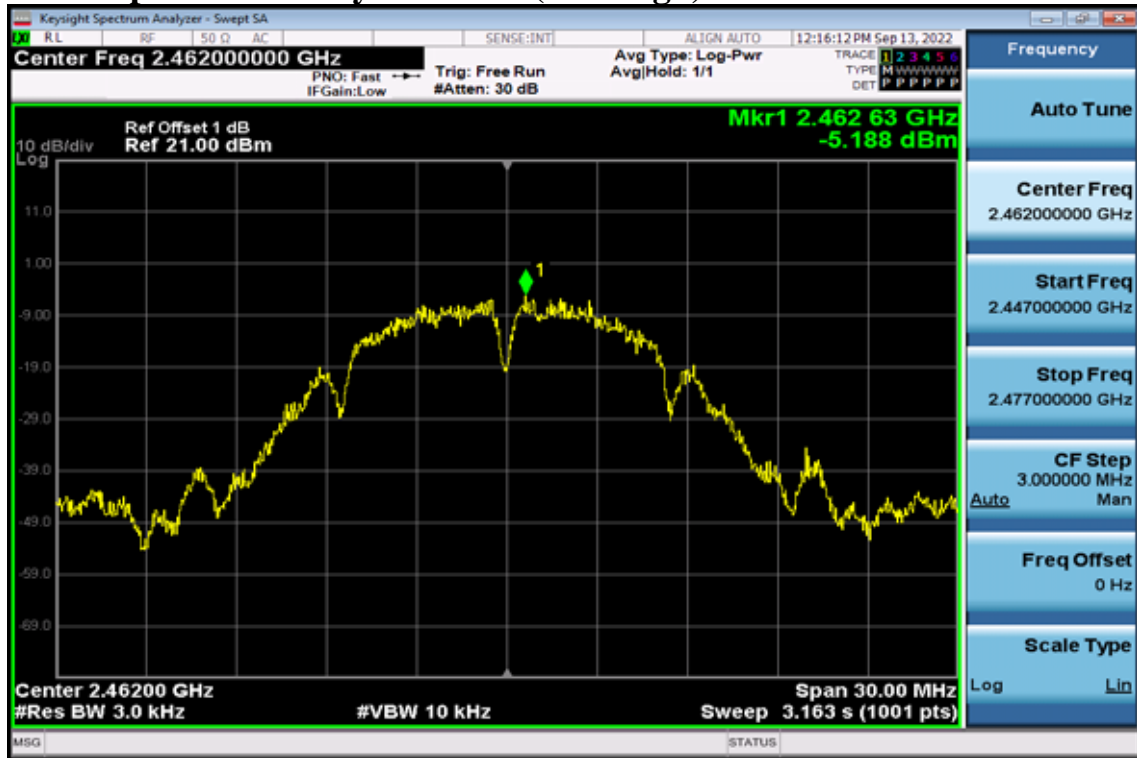 Keysight Spectrum Analyzer - Swept SA
RL RF 50 Ω AC SENSE:INT ALIGN AUTO 12:16:12 PM Sep 13, 2022
Center Freq 2.462000000 GHz
PNO: Fast
IFGain:Low
Trig: Free Run
#Atten: 30 dB
Avg Type: Log-Pwr
Avg|Hold: 1/1
TRACE 1 2 3 4 5 6
TYPE M WWWWW
DET P P P P P P
Mkr1 2.462 63 GHz
-5.188 dBm
Ref Offset 1 dB
10 dB/div Ref 21.00 dBm
Log
11.0
1.00
-9.00
-19.0
-29.0
-39.0
-49.0
-59.0
-69.0
1
Center 2.46200 GHz Span 30.00 MHz
#Res BW 3.0 kHz #VBW 10 kHz Sweep 3.163 s (1001 pts)
MSG STATUS
Frequency
Auto Tune
Center Freq
2.462000000 GHz
Start Freq
2.447000000 GHz
Stop Freq
2.477000000 GHz
CF Step
3.000000 MHz
Auto Man
Freq Offset
0 Hz
Scale Type
Log Lin